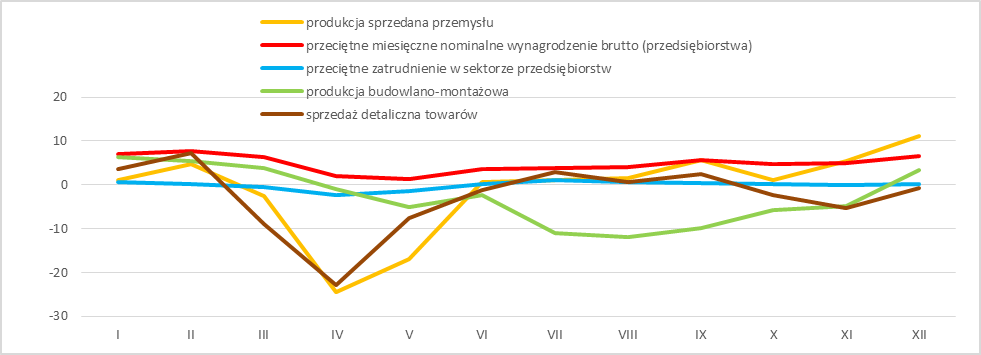 produkcja sprzedana przemysłu
przeciętne miesięczne nominalne wynagrodzenie brutto (przedsiębiorstwa)
przeciętne zatrudnienie w sektorze przedsiębiorstw
produkcja budowlano-montażowa
sprzedaż detaliczna towarów
20
10
0
-10
-20
-30
I II III IV V VI VII VIII IX X XI XII